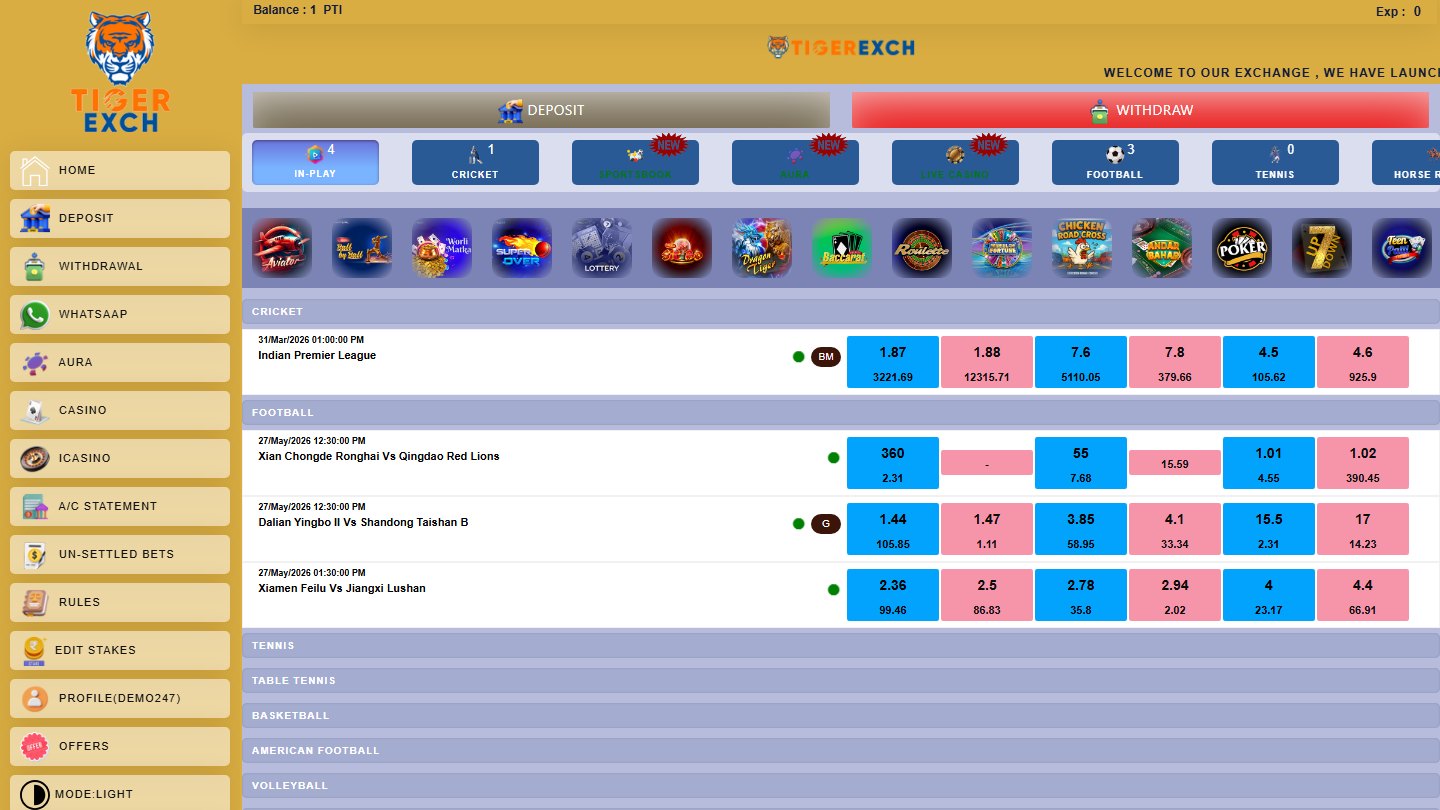 TIGER
EXCH
HOME
DEPOSIT
WITHDRAWAL
WHATSAAP
AURA
CASINO
ICASINO
A/C STATEMENT
UN-SETTLED BETS
RULES
EDIT STAKES
PROFILE(DEMO247)
OFFERS
MODE:LIGHT
Balance : 1 PTI
Exp : 0
TIGEREXCH
WELCOME TO OUR EXCHANGE , WE HAVE LAUNC
DEPOSIT
WITHDRAW
4
IN-PLAY
1
CRICKET
NEW
SPORTSBOOK
NEW
AURA
NEW
LIVE CASINO
3
FOOTBALL
0
TENNIS
HORSE R
Aviator
Ball by Ball
Worli Matka
SUPER OVER
LOTTERY
Dragon Tiger
Baccarat
Roulette
WHEEL OF FORTUNE
CHICKEN ROAD CROSS
ANDAR BAHAR
POKER
7 UP DOWN
Teen
CRICKET
31/Mar/2026 01:00:00 PM
Indian Premier League
BM
1.87 1.88 7.6 7.8 4.5 4.6
3221.69 12315.71 5110.05 379.66 105.62 925.9
FOOTBALL
27/May/2026 12:30:00 PM
Xian Chongde Ronghai Vs Qingdao Red Lions
360 - 55 15.59 1.01 1.02
2.31 7.68 4.55 390.45
27/May/2026 12:30:00 PM
Dalian Yingbo II Vs Shandong Taishan B
G
1.44 1.47 3.85 4.1 15.5 17
105.85 1.11 58.95 33.34 2.31 14.23
27/May/2026 01:30:00 PM
Xiamen Feilu Vs Jiangxi Lushan
2.36 2.5 2.78 2.94 4 4.4
99.46 86.83 35.8 2.02 23.17 66.91
TENNIS
TABLE TENNIS
BASKETBALL
AMERICAN FOOTBALL
VOLLEYBALL